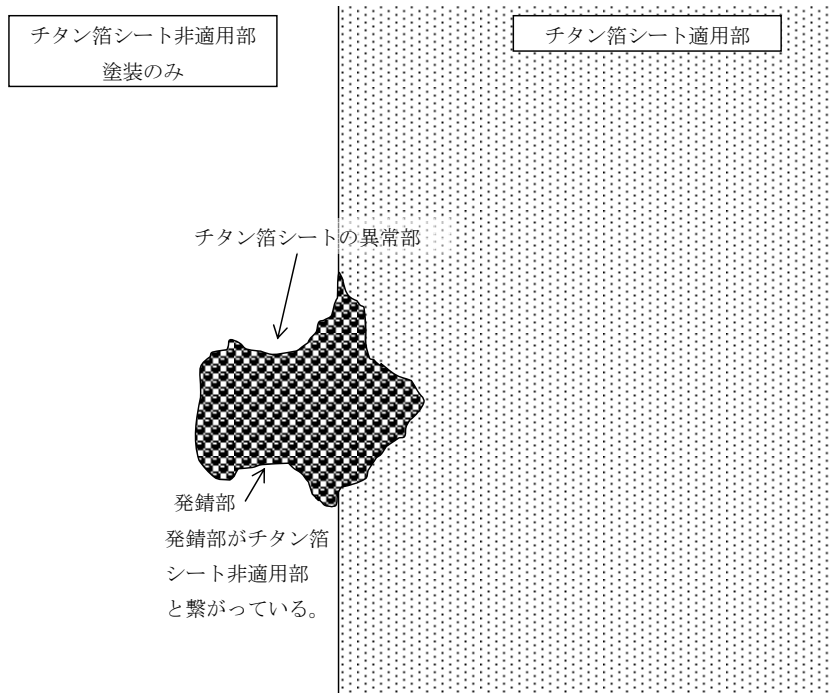 チタン箔シート非適用部
塗装のみ
チタン箔シート適用部
チタン箔シートの異常部
発錆部
発錆部がチタン箔
シート非適用部
と繋がっている。